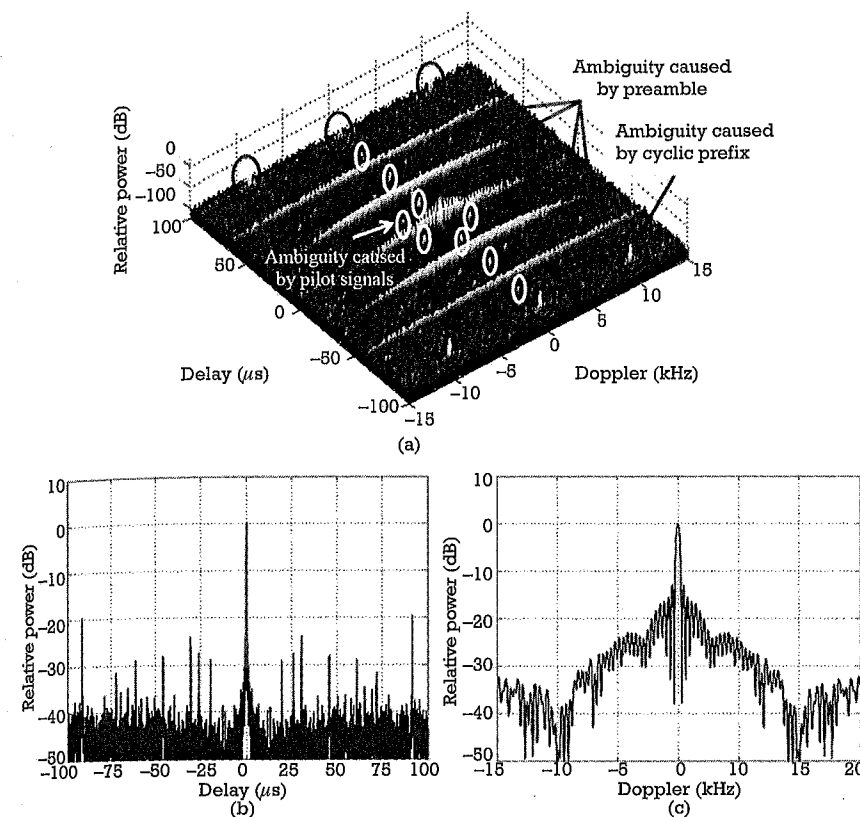 Ambiguity caused
by preamble
Ambiguity caused
by cyclic prefix
Relative power (dB)
0
−50
−100
100
50
0
−50
−100
Delay (μs)
Ambiguity caused
by pilot signals
15
10
5
0
−5
−10
−15
Doppler (kHz)
(a)
Relative power (dB)
10
0
−10
−20
−30
−40
−50
−100 −75 −50 −25 0 25 50 75 100
Delay (μs)
(b)
Relative power (dB)
10
0
−10
−20
−30
−40
−50
−15 −10 −5 0 10 15 20
Doppler (kHz)
(c)